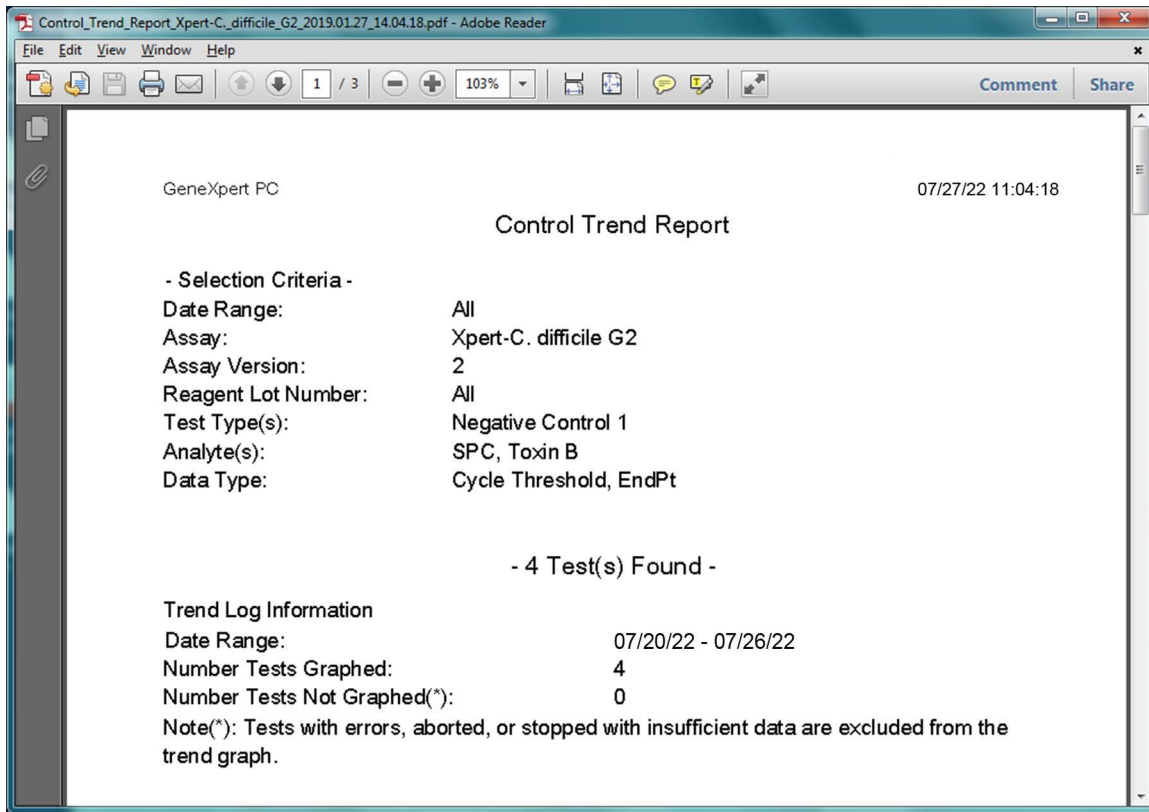 Control_Trend_Report_Xpert-C._difficile_G2_2019.01.27_14.04.18.pdf - Adobe Reader
File Edit View Window Help
1 / 3 103% Comment Share
GeneXpert PC 07/27/22 11:04:18
Control Trend Report
- Selection Criteria -
Date Range: All
Assay: Xpert-C. difficile G2
Assay Version: 2
Reagent Lot Number: All
Test Type(s): Negative Control 1
Analyte(s): SPC, Toxin B
Data Type: Cycle Threshold, EndPt
- 4 Test(s) Found -
Trend Log Information
Date Range: 07/20/22 - 07/26/22
Number Tests Graphed: 4
Number Tests Not Graphed(*): 0
Note(*): Tests with errors, aborted, or stopped with insufficient data are excluded from the
trend graph.